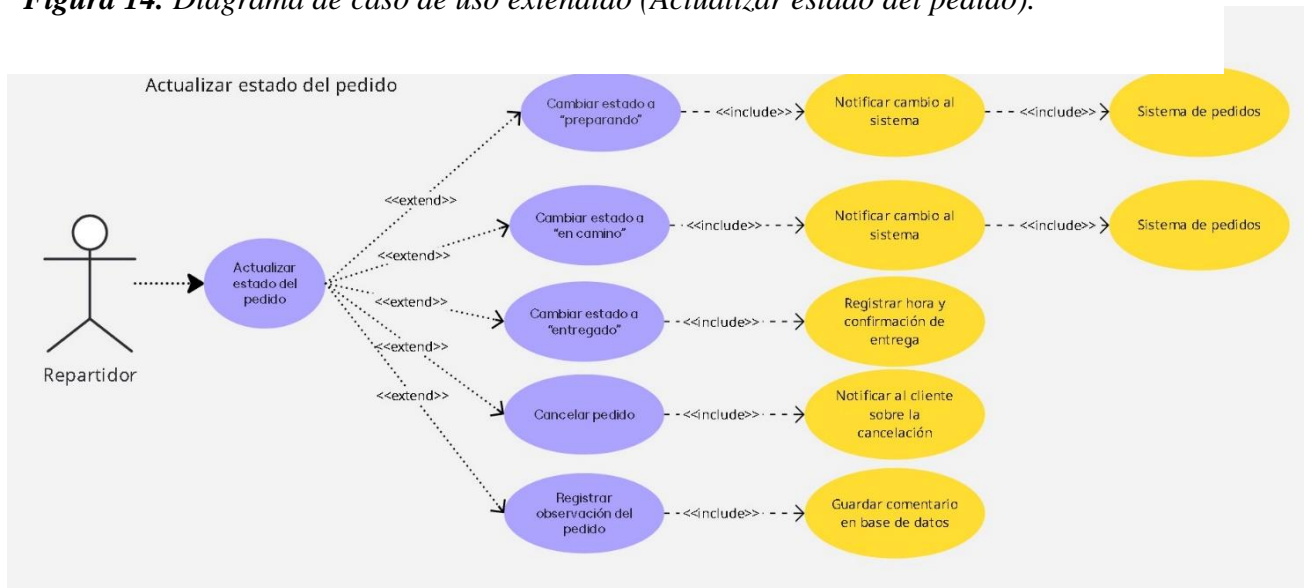 Figura 14. Diagrama de caso de uso extendido (Actualizar estado del pedido).
Actualizar estado del pedido
Cambiar estado a
“preparando”
<<include>>
Notificar cambio al
sistema
<<include>>
Sistema de pedidos
<<extend>>
Cambiar estado a
“en camino”
<<include>>
Notificar cambio al
sistema
<<include>>
Sistema de pedidos
<<extend>>
Actualizar
estado del
pedido
<<extend>>
Cambiar estado a
“entregado”
<<include>>
Registrar hora y
confirmación de
entrega
<<extend>>
Repartidor
<<extend>>
Cancelar pedido
<<include>>
Notificar al cliente
sobre la
cancelación
Registrar
observación del
pedido
<<include>>
Guardar comentario
en base de datos